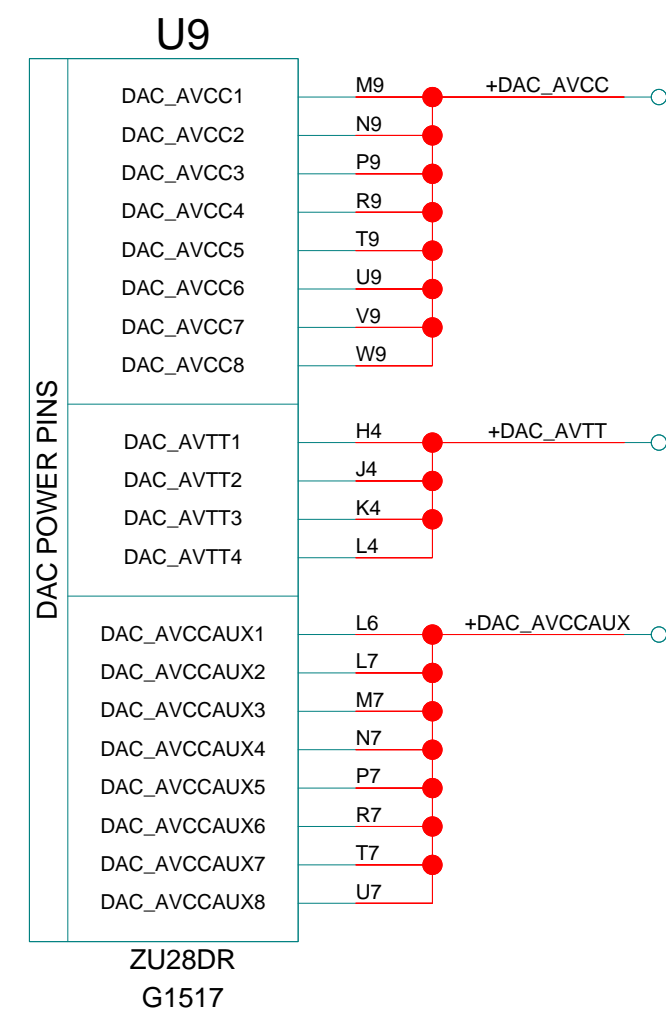 U9
DAC POWER PINS
DAC_AVCC1 M9 +DAC_AVCC
DAC_AVCC2 N9
DAC_AVCC3 P9
DAC_AVCC4 R9
DAC_AVCC5 T9
DAC_AVCC6 U9
DAC_AVCC7 V9
DAC_AVCC8 W9
DAC_AVTT1 H4 +DAC_AVTT
DAC_AVTT2 J4
DAC_AVTT3 K4
DAC_AVTT4 L4
DAC_AVCCAUX1 L6 +DAC_AVCCAUX
DAC_AVCCAUX2 L7
DAC_AVCCAUX3 M7
DAC_AVCCAUX4 N7
DAC_AVCCAUX5 P7
DAC_AVCCAUX6 R7
DAC_AVCCAUX7 T7
DAC_AVCCAUX8 U7
ZU28DR
G1517